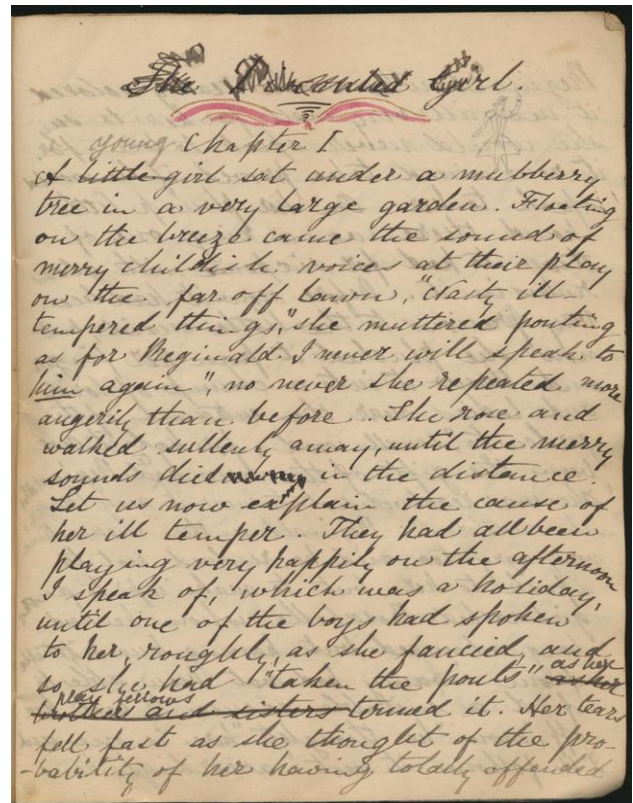 The Girl.
young Chapter I
A little girl sat under a mubberry
tree in a very large garden. Floating
on the breeze came the sound of
merry childish voices at their play
on the far off lawn, "Nasty ill-
tempered things," she muttered pouting
as for Reginald I never will speak to
him again", no never she repeated more
angerily than before. She rose and
walked sullenly away, until the merry
sounds died in the distance.
Let us now explain the cause of
her ill temper. They had all been
playing very happily on the afternoon
I speak of, which was a holiday,
until one of the boys had spoken
to her, roughly, as she fancied, and
so she had "taken the pouts", as her as her
play fellows
brothers and sisters termed it. Her tears
fell fast as she thought of the pro-
-bability of her having totally offended